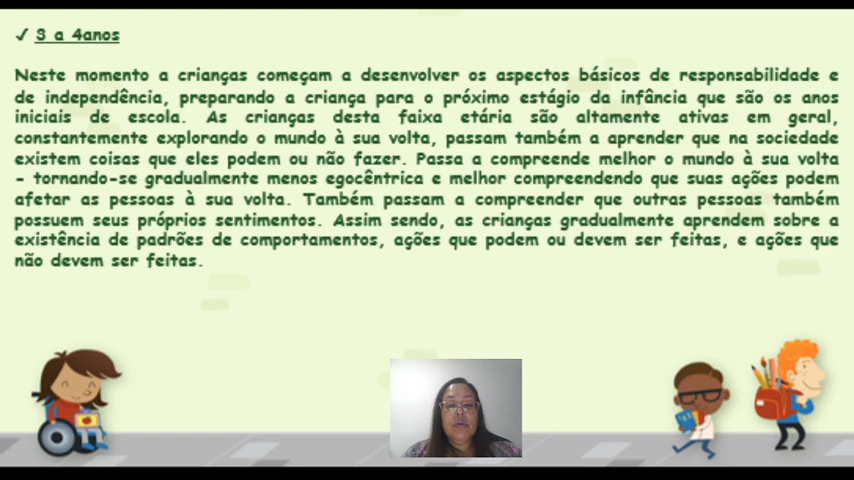 ✓ 3 a 4anos
Neste momento a crianças começam a desenvolver os aspectos básicos de responsabilidade e
de independência, preparando a criança para o próximo estágio da infância que são os anos
iniciais de escola. As crianças desta faixa etária são altamente ativas em geral,
constantemente explorando o mundo à sua volta, passam também a aprender que na sociedade
existem coisas que eles podem ou não fazer. Passa a compreende melhor o mundo à sua volta
- tornando-se gradualmente menos egocêntrica e melhor compreendendo que suas ações podem
afetar as pessoas à sua volta. Também passam a compreender que outras pessoas também
possuem seus próprios sentimentos. Assim sendo, as crianças gradualmente aprendem sobre a
existência de padrões de comportamentos, ações que podem ou devem ser feitas, e ações que
não devem ser feitas.